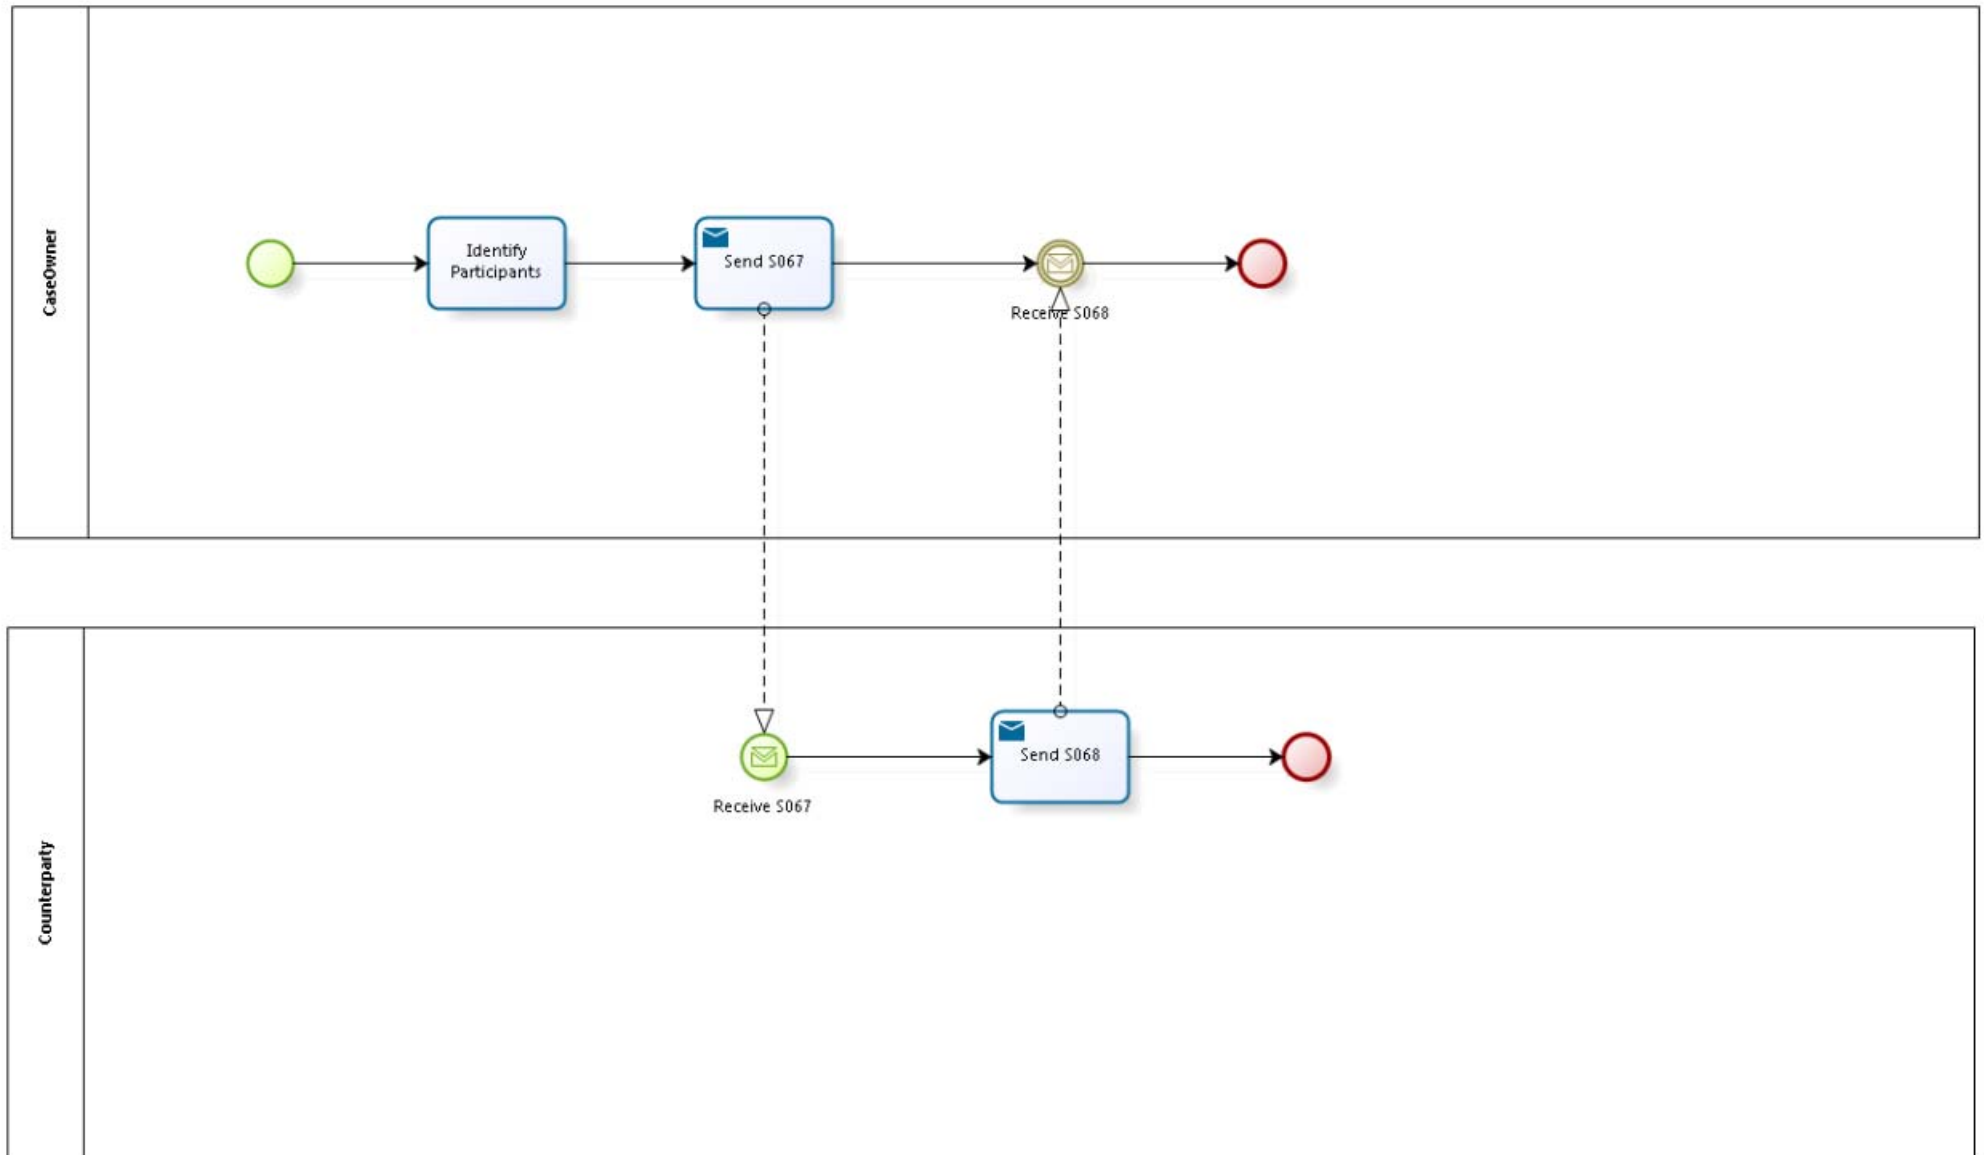 CaseOwner
Identify
Participants
Send S067
Receive S068
Counterparty
Receive S067
Send S068